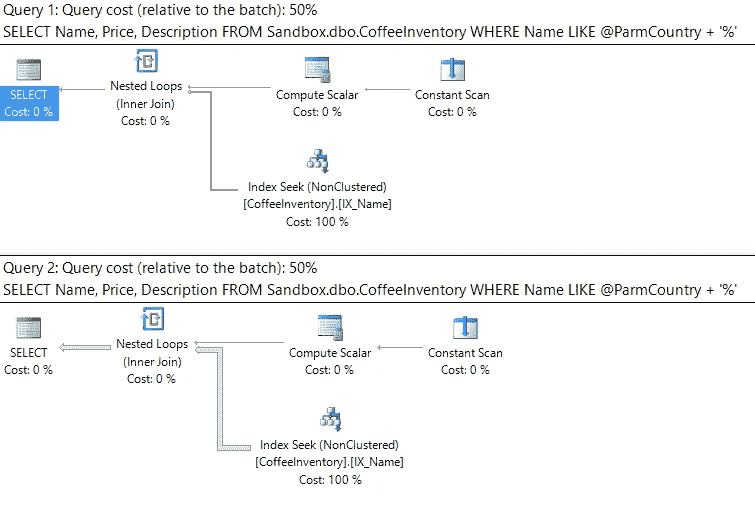 Query 1: Query cost (relative to the batch): 50%
SELECT Name, Price, Description FROM Sandbox.dbo.CoffeeInventory WHERE Name LIKE @ParmCountry + '%'
SELECT
Cost: 0 %
Nested Loops
(Inner Join)
Cost: 0 %
Compute Scalar
Cost: 0 %
Constant Scan
Cost: 0 %
Index Seek (NonClustered)
[CoffeeInventory].[IX_Name]
Cost: 100 %
Query 2: Query cost (relative to the batch): 50%
SELECT Name, Price, Description FROM Sandbox.dbo.CoffeeInventory WHERE Name LIKE @ParmCountry + '%'
SELECT
Cost: 0 %
Nested Loops
(Inner Join)
Cost: 0 %
Compute Scalar
Cost: 0 %
Constant Scan
Cost: 0 %
Index Seek (NonClustered)
[CoffeeInventory].[IX_Name]
Cost: 100 %